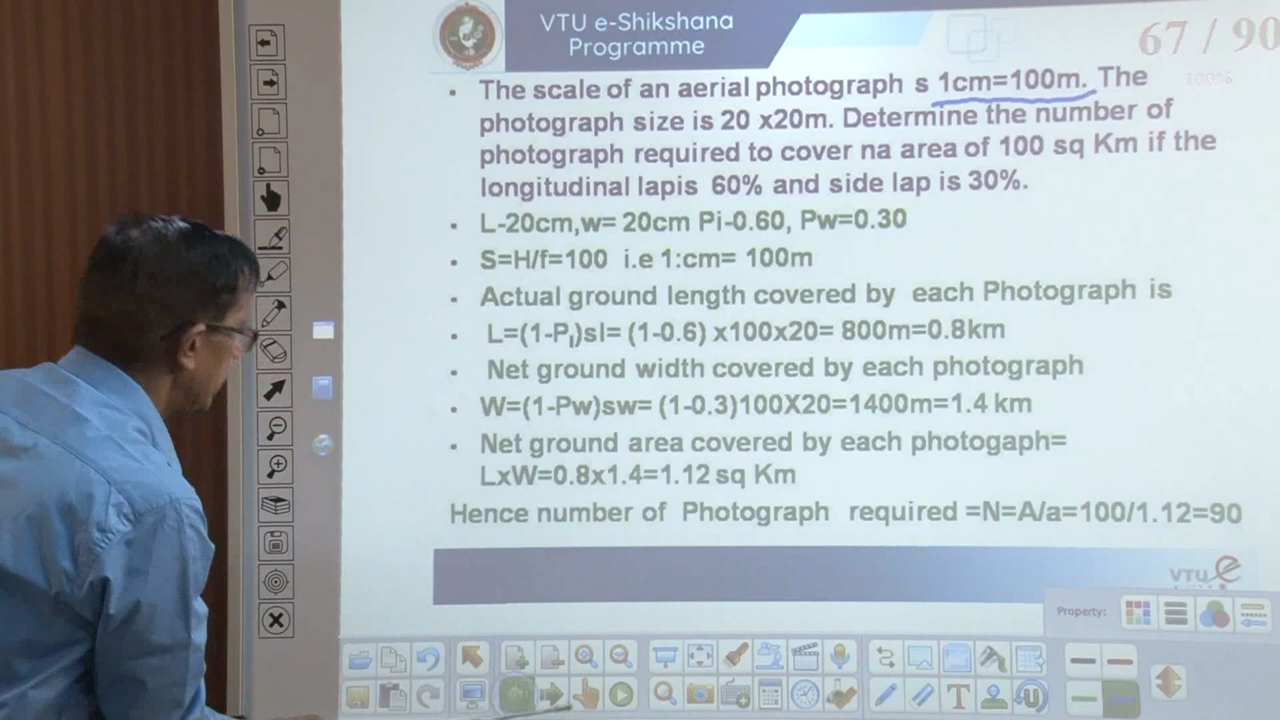 VTU e-Shikshana
Programme
67 / 90
100%
The scale of an aerial photograph s 1cm=100m. The
photograph size is 20 x20m. Determine the number of
photograph required to cover na area of 100 sq Km if the
longitudinal lapis 60% and side lap is 30%.
L-20cm,w= 20cm Pi-0.60, Pw=0.30
S=H/f=100 i.e 1:cm= 100m
Actual ground length covered by each Photograph is
L=(1-Pl)sl= (1-0.6) x100x20= 800m=0.8km
Net ground width covered by each photograph
W=(1-Pw)sw= (1-0.3)100X20=1400m=1.4 km
Net ground area covered by each photogaph=
LxW=0.8x1.4=1.12 sq Km
Hence number of Photograph required =N=A/a=100/1.12=90
VTU e
Property: